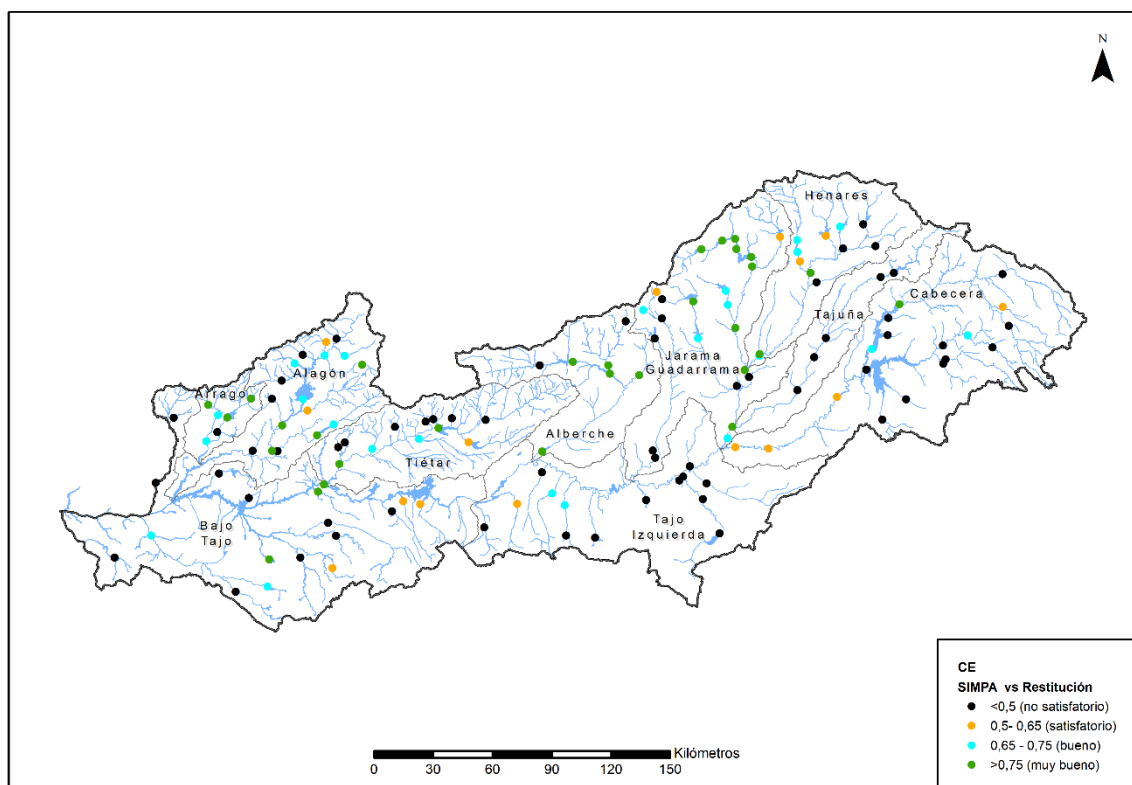 N
Henares
Cabecera
Tajuña
Jarama
Guadarrama
Alagón
Arrago
Alberche
Tiétar
Bajo
Tajo
Tajo
Izquierda
CE
SIMPA vs Restitución
<0,5 (no satisfatorio)
0,5- 0,65 (satisfatorio)
0,65 - 0,75 (bueno)
>0,75 (muy bueno)
Kilómetros
0 30 60 90 120 150